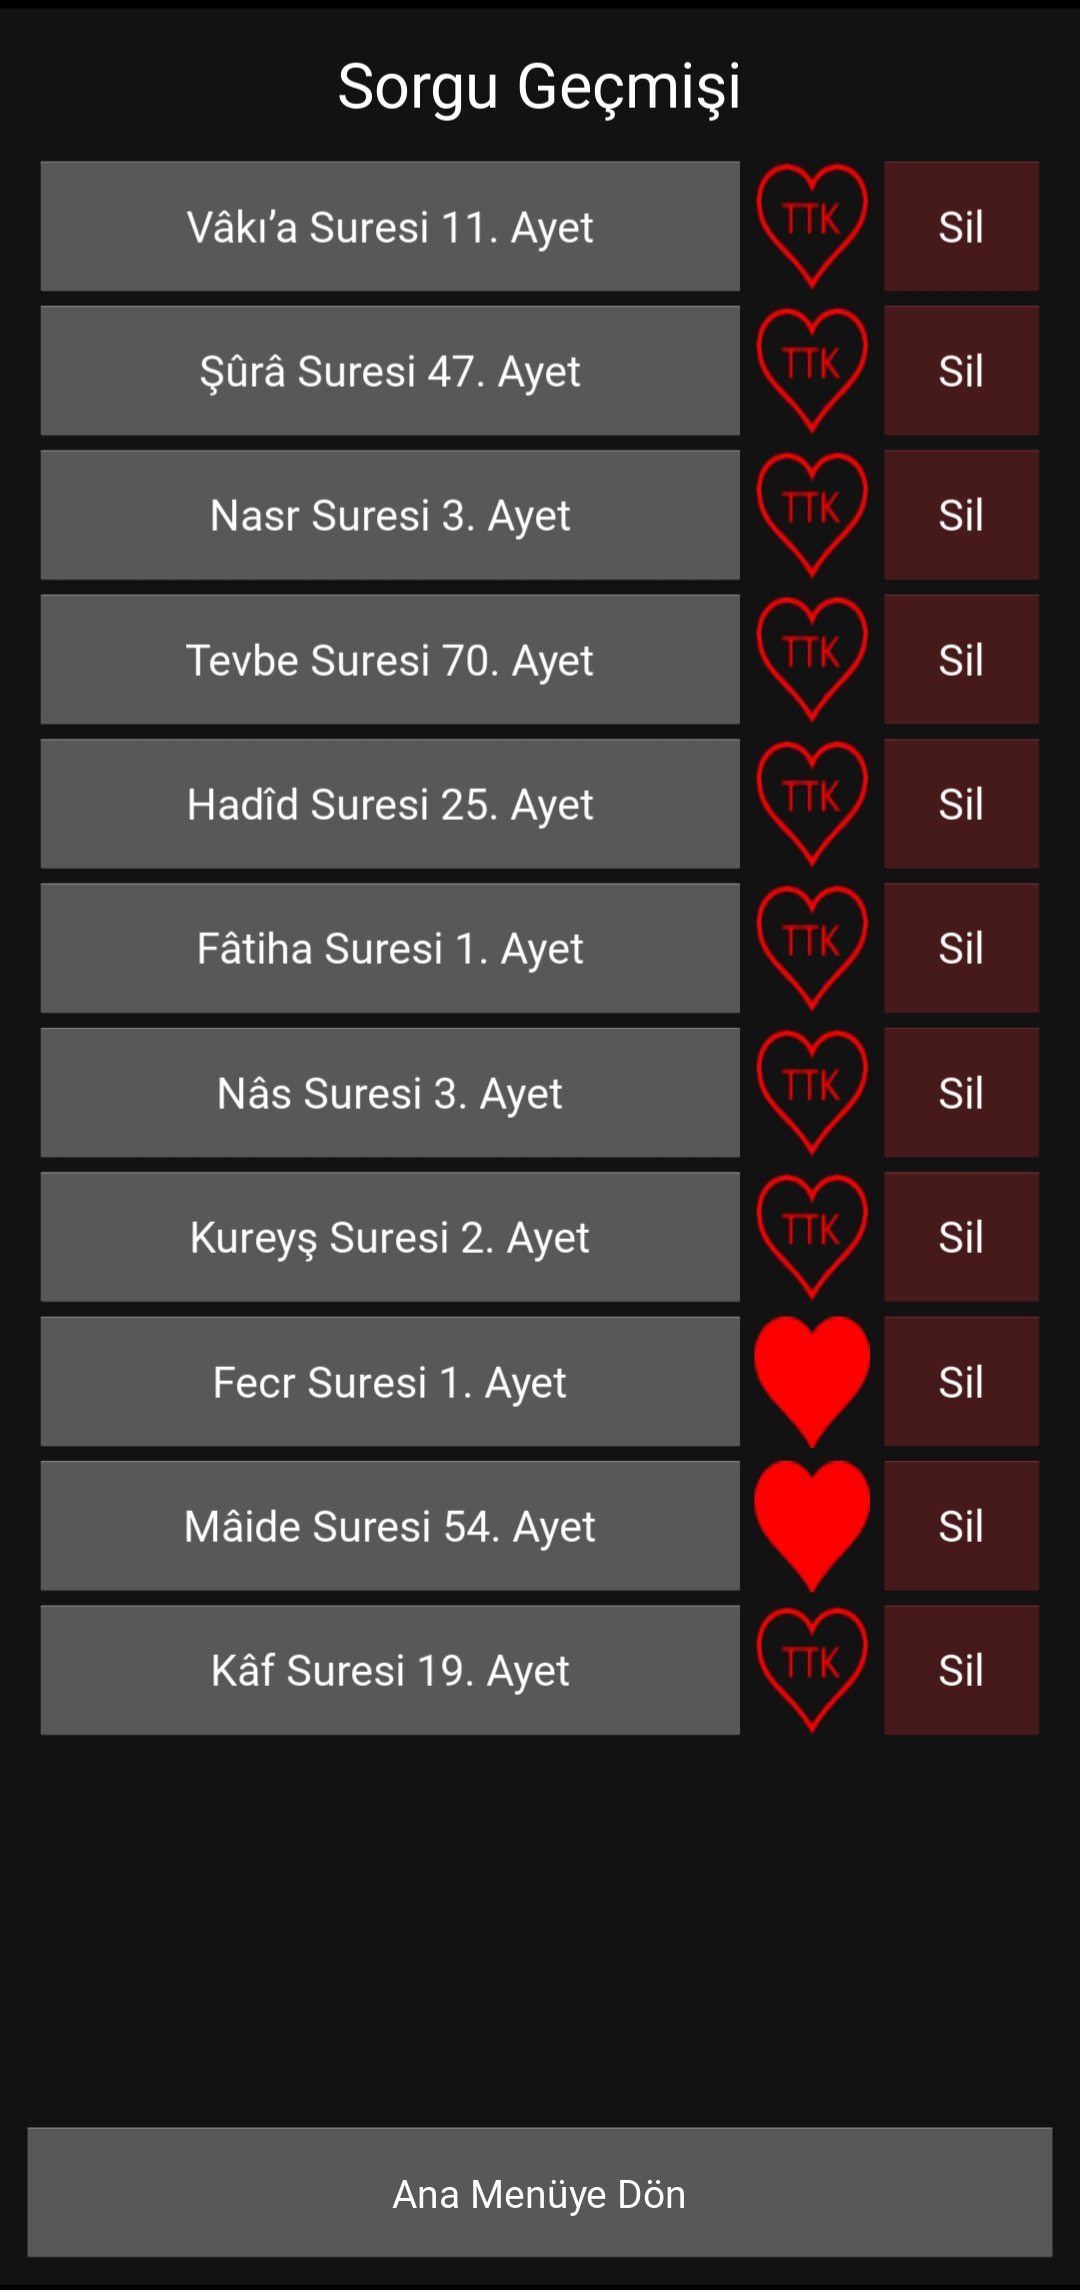 Sorgu Geçmişi
Vâkı’a Suresi 11. Ayet TTK Sil
Şûrâ Suresi 47. Ayet TTK Sil
Nasr Suresi 3. Ayet TTK Sil
Tevbe Suresi 70. Ayet TTK Sil
Hadîd Suresi 25. Ayet TTK Sil
Fâtiha Suresi 1. Ayet TTK Sil
Nâs Suresi 3. Ayet TTK Sil
Kureyş Suresi 2. Ayet TTK Sil
Fecr Suresi 1. Ayet Sil
Mâide Suresi 54. Ayet Sil
Kâf Suresi 19. Ayet TTK Sil
Ana Menüye Dön